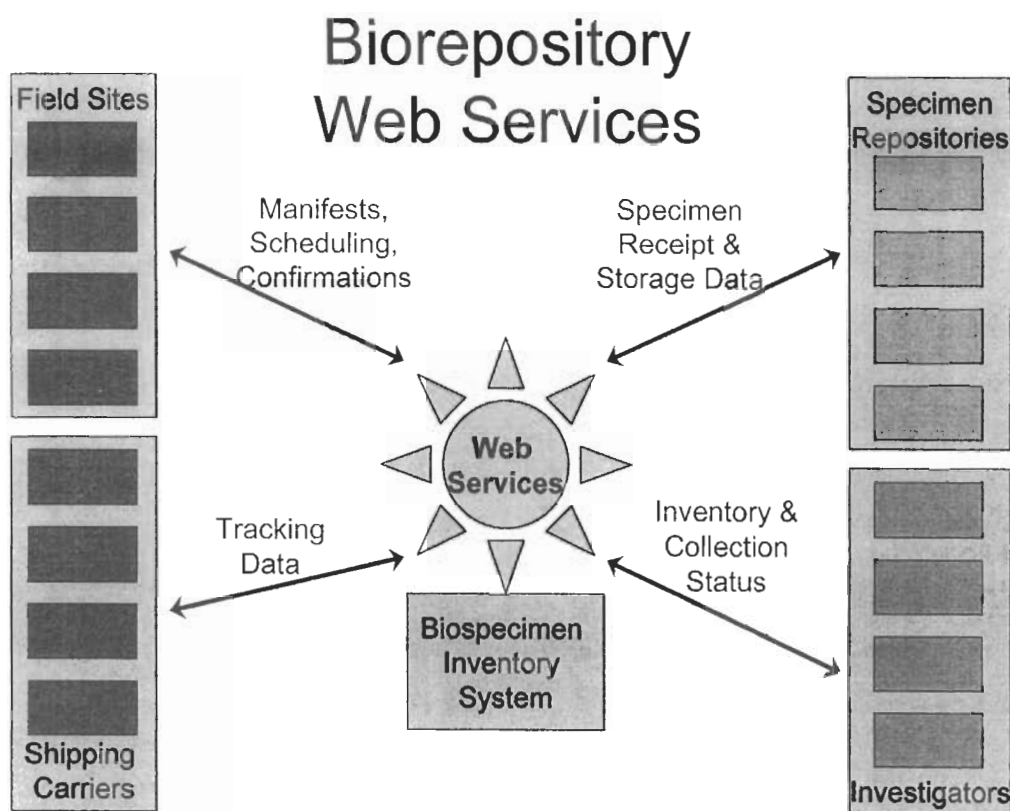 Biorepository
Web Services
Field Sites
Specimen
Repositories
Manifests,
Scheduling,
Confirmations
Specimen
Receipt &
Storage Data
Web
Services
Tracking
Data
Inventory &
Collection
Status
Biospecimen
Inventory
System
Shipping
Carriers
Investigators